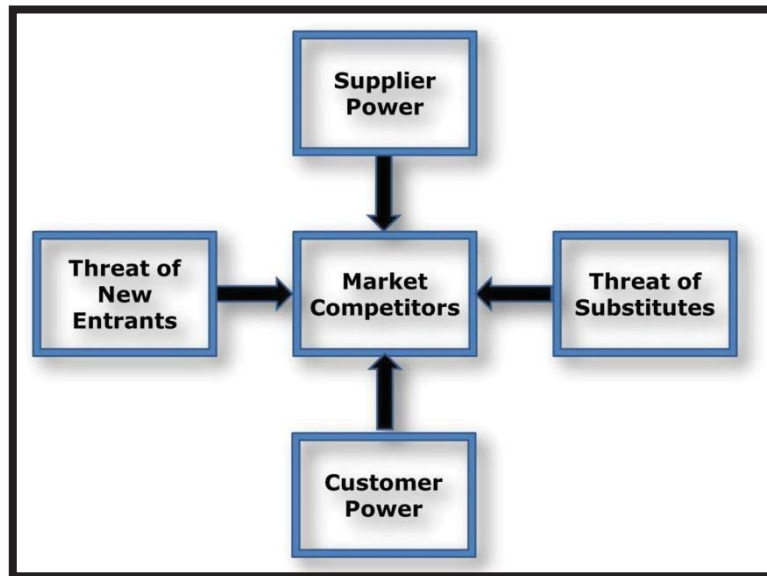 Supplier
Power
Threat of
New
Entrants
Market
Competitors
Threat of
Substitutes
Customer
Power